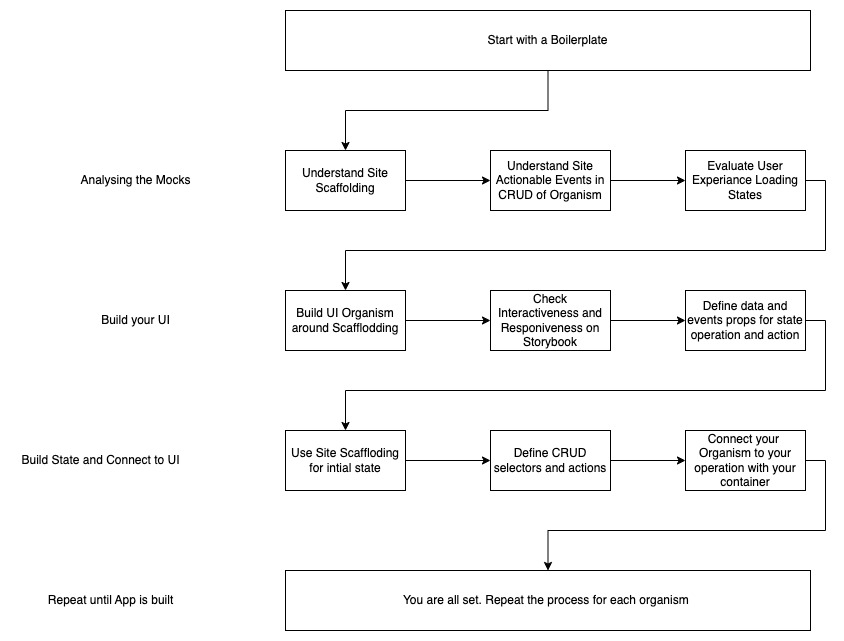 Start with a Boilerplate
Analysing the Mocks
Understand Site
Scaffolding
Understand Site
Actionable Events in
CRUD of Organism
Evaluate User
Experiance Loading
States
Build your UI
Build UI Organism
around Scafflodding
Check
Interactiveness and
Responiveness on
Storybook
Define data and
events props for state
operation and action
Build State and Connect to UI
Use Site Scaffloding
for intial state
Define CRUD
selectors and actions
Connect your
Organism to your
operation with your
container
Repeat until App is built
You are all set. Repeat the process for each organism